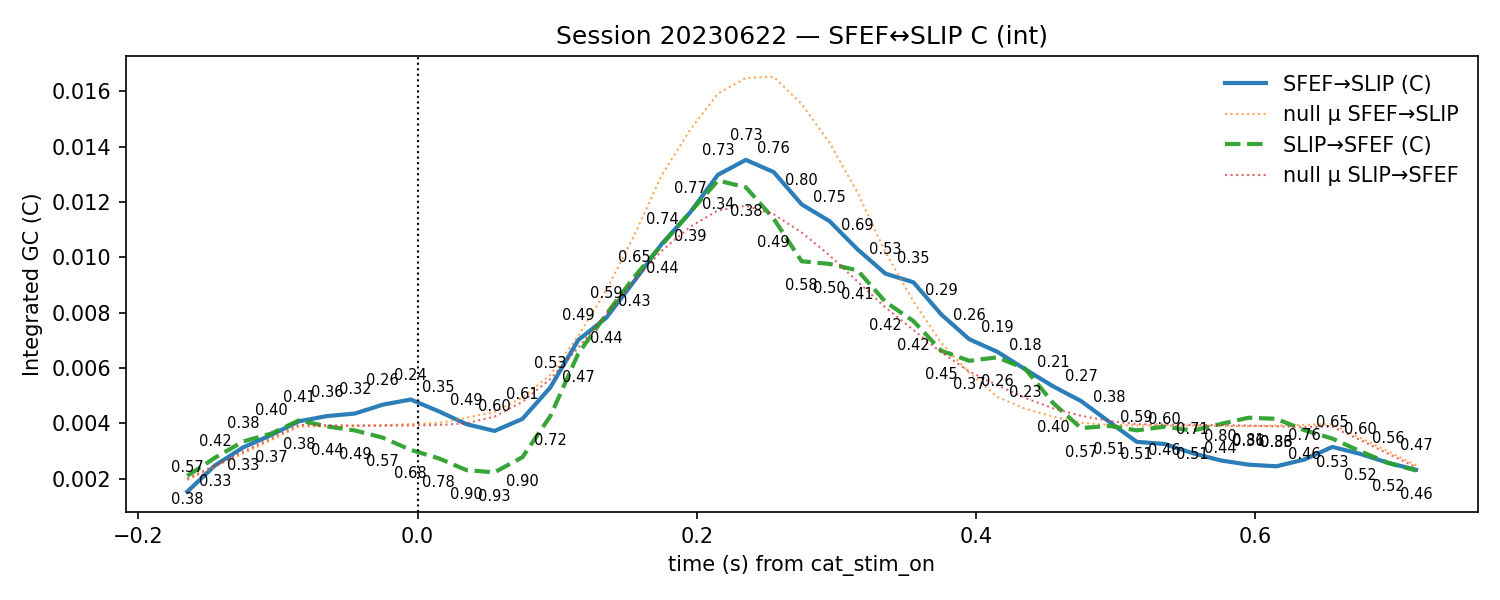 Session 20230622 — SFEF↔SLIP C (int)
Integrated GC (C)
0.016
0.014
0.012
0.010
0.008
0.006
0.004
0.002
SFEF→SLIP (C)
null μ SFEF→SLIP
SLIP→SFEF (C)
null μ SLIP→SFEF
0.57 0.42 0.38 0.40 0.41 0.36 0.32 0.26 0.24 0.35 0.49 0.60 0.61 0.53 0.49 0.59 0.65 0.74 0.77 0.73 0.73 0.76 0.80 0.75 0.69 0.53 0.35 0.29 0.26 0.19 0.18 0.21 0.27 0.38 0.59 0.60 0.71 0.80 0.86 0.76 0.65 0.60 0.56 0.47
0.38 0.33 0.33 0.37 0.38 0.44 0.49 0.57 0.68 0.78 0.90 0.93 0.90 0.72 0.47 0.44 0.43 0.44 0.39 0.34 0.38 0.49 0.58 0.50 0.41 0.42 0.42 0.45 0.37 0.26 0.23 0.40 0.57 0.51 0.51 0.46 0.51 0.44 0.46 0.53 0.52 0.52 0.46
−0.2
0.0
0.2
0.4
0.6
time (s) from cat_stim_on